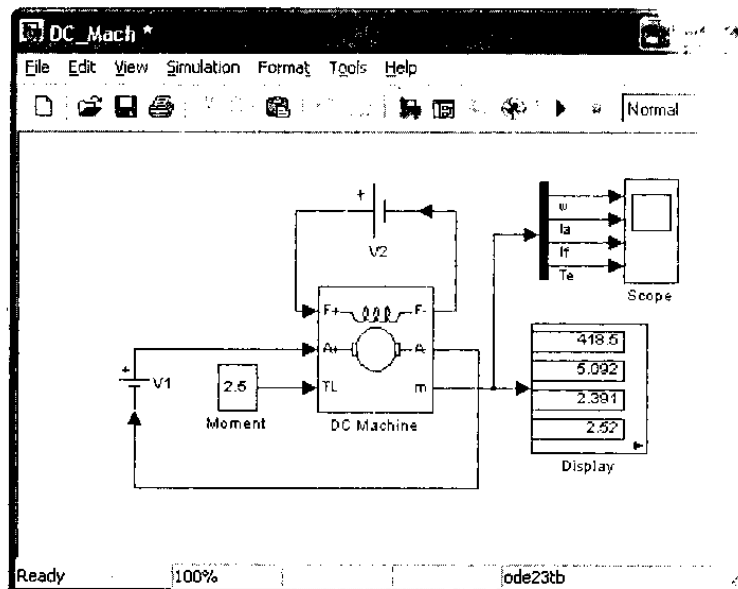 DC_Mach *
File Edit View Simulation Format Tools Help
Normal
+
V2
w
Ia
If
Te
Scope
F+ F-
A+ A-
TL m
DC Machine
+
V1
2.5
Moment
418.5
5.092
2.391
2.52
Display
Ready 100% ode23tb